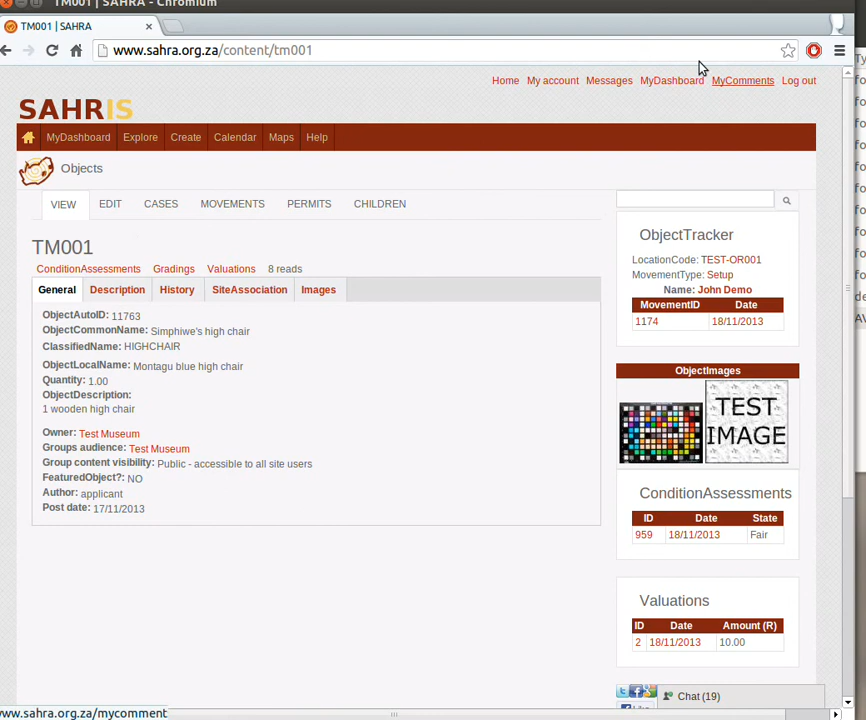 TM001 | SAHRA - Chromium
TM001 | SAHRA
www.sahra.org.za/content/tm001
Home My account Messages MyDashboard MyComments Log out
SAHRIS
MyDashboard Explore Create Calendar Maps Help
Objects
VIEW EDIT CASES MOVEMENTS PERMITS CHILDREN
TM001
ConditionAssessments Gradings Valuations 8 reads
General Description History SiteAssociation Images
ObjectAutoID: 11763
ObjectCommonName: Simphiwe's high chair
ClassifiedName: HIGHCHAIR
ObjectLocalName: Montagu blue high chair
Quantity: 1.00
ObjectDescription:
1 wooden high chair
Owner: Test Museum
Groups audience: Test Museum
Group content visibility: Public - accessible to all site users
FeaturedObject?: NO
Author: applicant
Post date: 17/11/2013
ObjectTracker
LocationCode: TEST-OR001
MovementType: Setup
Name: John Demo
MovementID Date
1174 18/11/2013
ObjectImages
TEST
IMAGE
ConditionAssessments
ID Date State
959 18/11/2013 Fair
Valuations
ID Date Amount (R)
2 18/11/2013 10.00
Chat (19)
www.sahra.org.za/mycomment